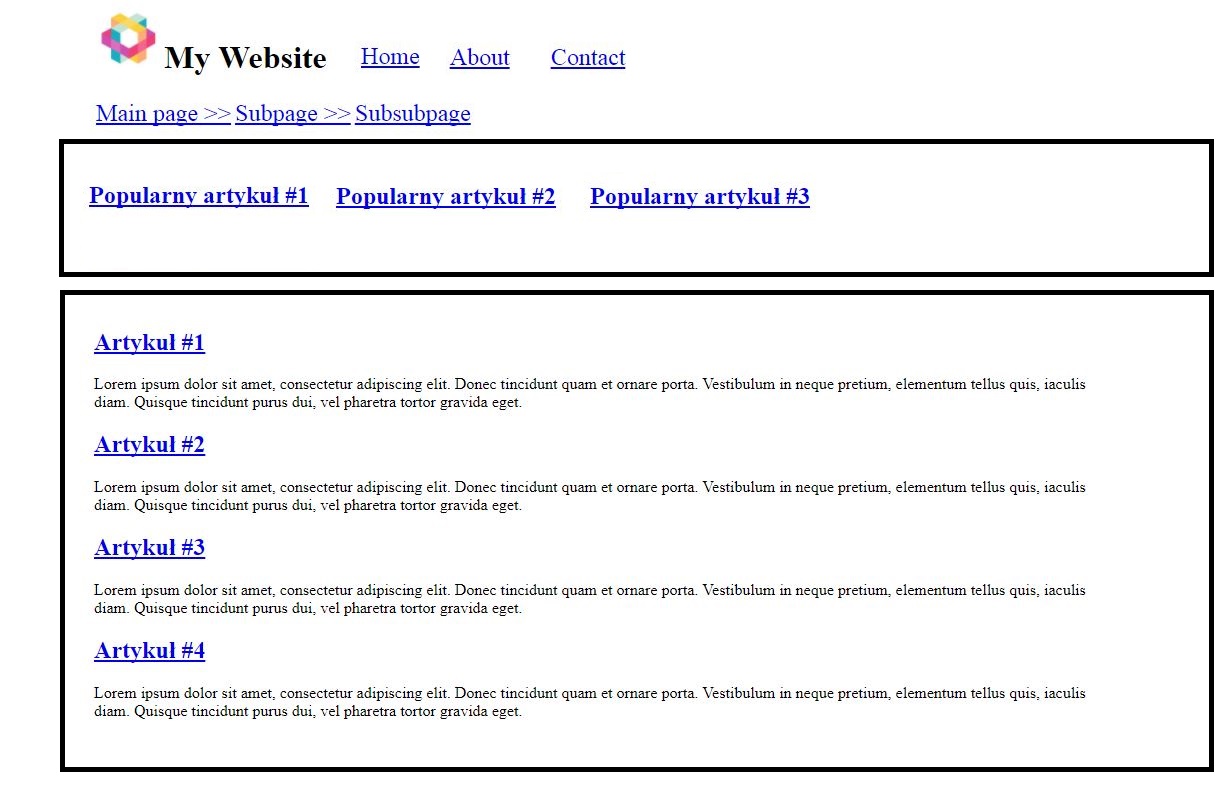 My Website Home About Contact
Main page >> Subpage >> Subsubpage
Popularny artykuł #1 Popularny artykuł #2 Popularny artykuł #3
Artykuł #1
Lorem ipsum dolor sit amet, consectetur adipiscing elit. Donec tincidunt quam et ornare porta. Vestibulum in neque pretium, elementum tellus quis, iaculis
diam. Quisque tincidunt purus dui, vel pharetra tortor gravida eget.
Artykuł #2
Lorem ipsum dolor sit amet, consectetur adipiscing elit. Donec tincidunt quam et ornare porta. Vestibulum in neque pretium, elementum tellus quis, iaculis
diam. Quisque tincidunt purus dui, vel pharetra tortor gravida eget.
Artykuł #3
Lorem ipsum dolor sit amet, consectetur adipiscing elit. Donec tincidunt quam et ornare porta. Vestibulum in neque pretium, elementum tellus quis, iaculis
diam. Quisque tincidunt purus dui, vel pharetra tortor gravida eget.
Artykuł #4
Lorem ipsum dolor sit amet, consectetur adipiscing elit. Donec tincidunt quam et ornare porta. Vestibulum in neque pretium, elementum tellus quis, iaculis
diam. Quisque tincidunt purus dui, vel pharetra tortor gravida eget.